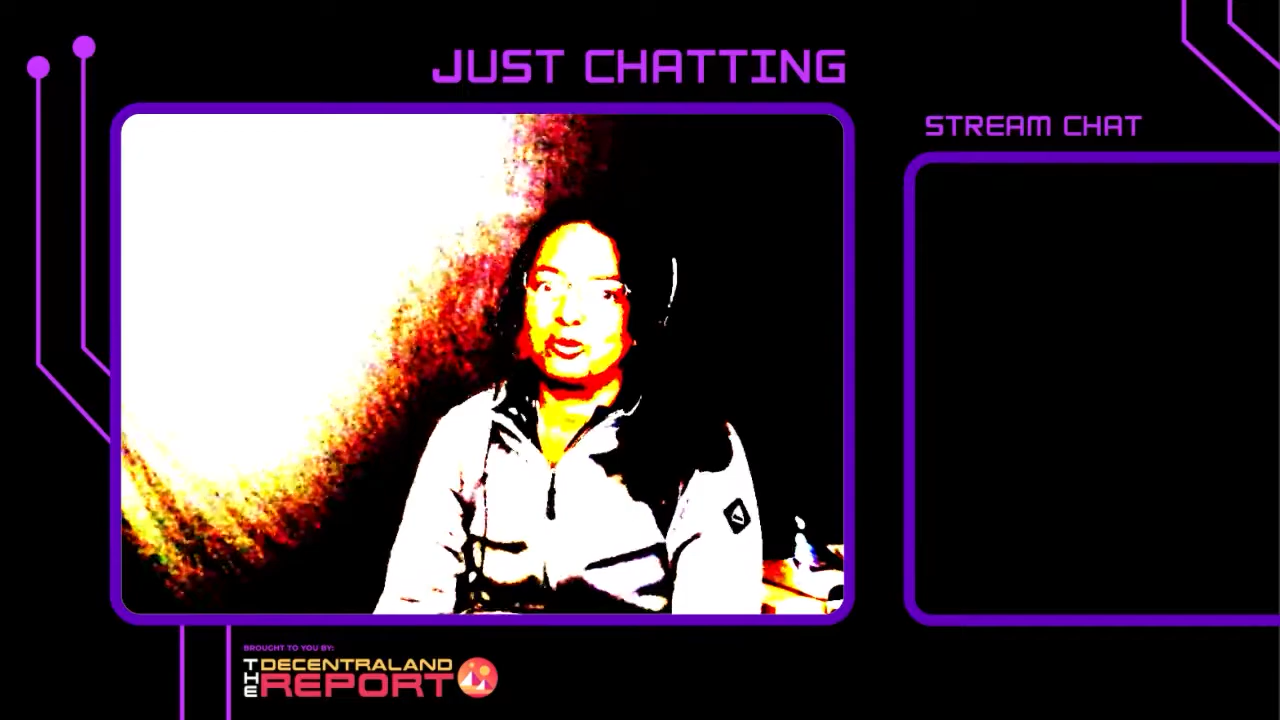 JUST CHATTING
STREAM CHAT
BROUGHT TO YOU BY:
THE DECENTRALAND
REPORT